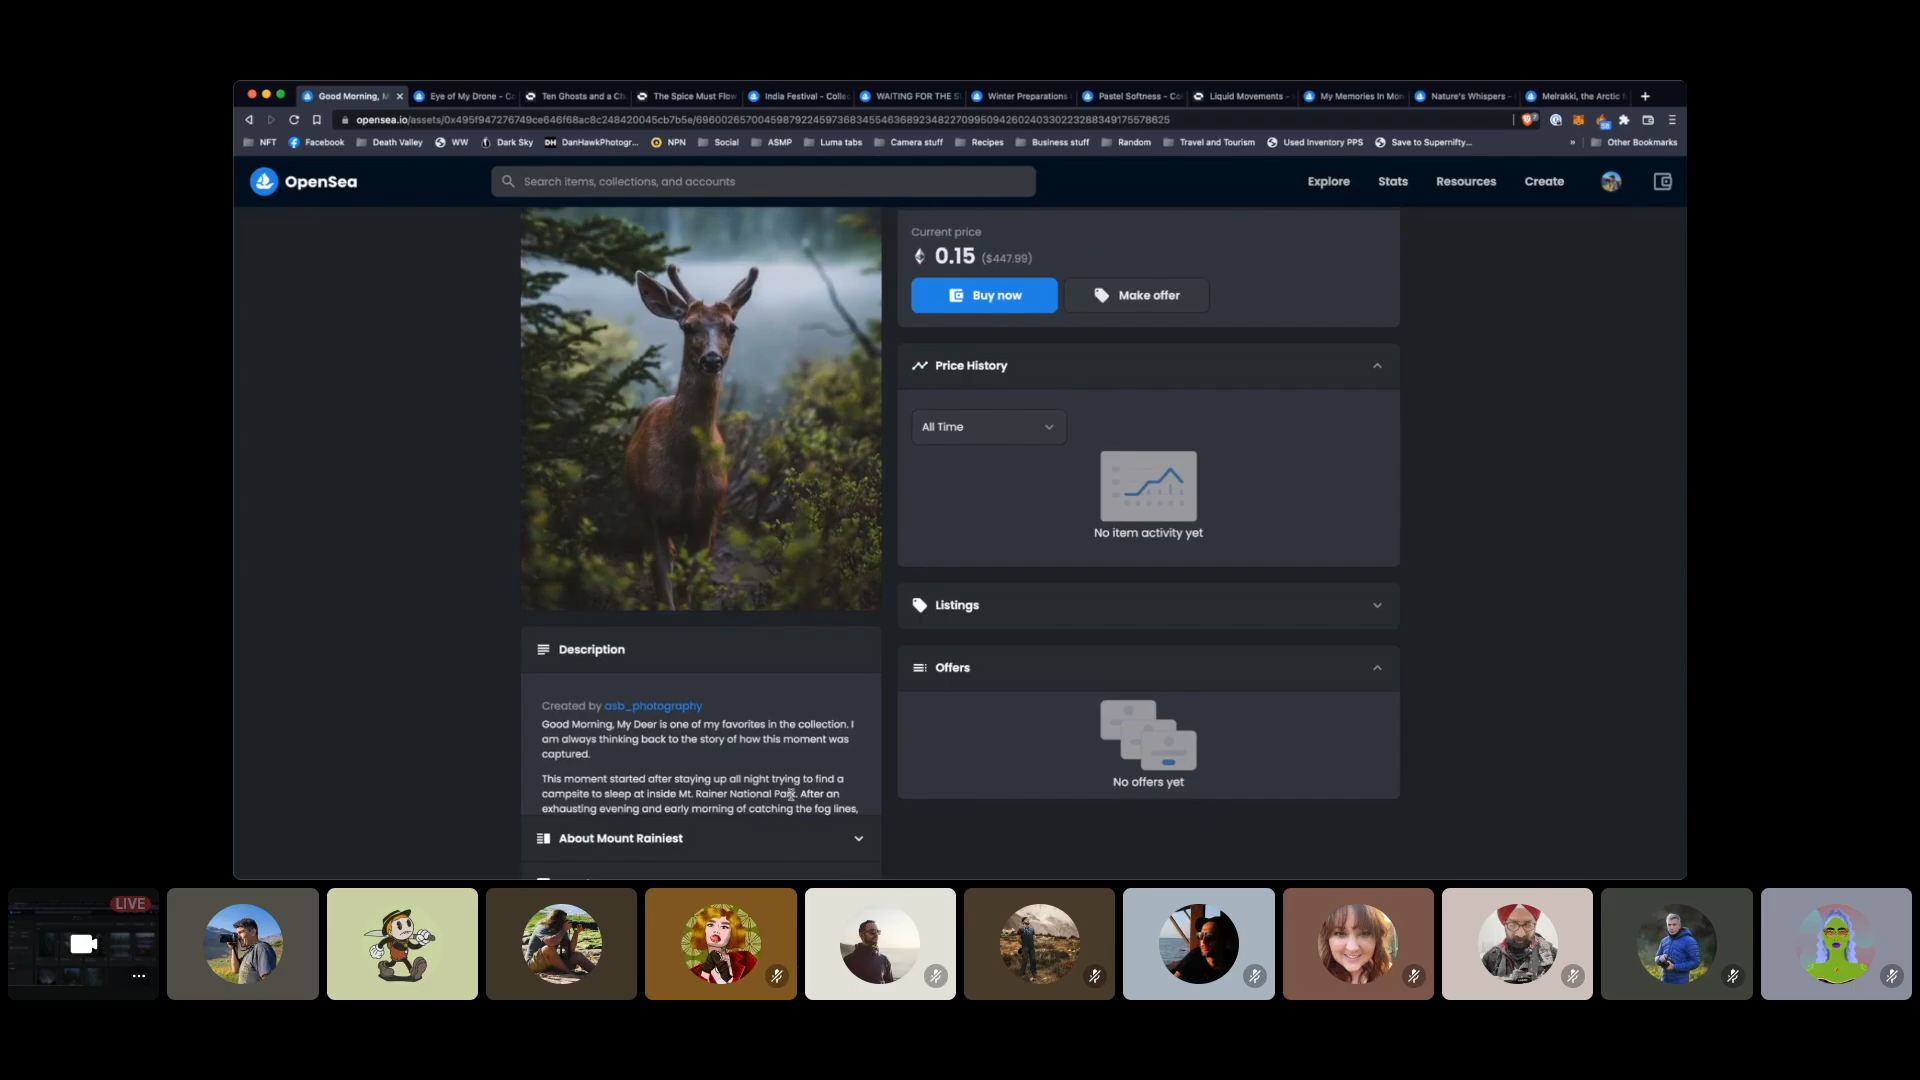 Good Morning, M
Eye of My Drone - Co
Ten Ghosts and a Ch
The Spice Must Flow
India Festival - Collec
WAITING FOR THE S
Winter Preparations
Pastel Softness - Co
Liquid Movements -
My Memories In Mon
Nature's Whispers -
Melrakki, the Arctic
opensea.io/assets/0x495f947276749ce646f68ac8c248420045cb7b5e/
NFT
Facebook
Death Valley
WW
Dark Sky
DH DanHawkPhotogr...
NPN
Social
ASMP
Luma tabs
Camera stuff
Recipes
Business stuff
Random
Travel and Tourism
Used Inventory PPS
Save to Supernifty...
»
Other Bookmarks
OpenSea
Search items, collections, and accounts
Explore
Stats
Resources
Create
Current price
0.15 ($447.99)
Buy now
Make offer
Price History
All Time
No item activity yet
Listings
Offers
No offers yet
Description
Created by asb_photography
Good Morning, My Deer is one of my favorites in the collection. I
am always thinking back to the story of how this moment was
captured.
This moment started after staying up all night trying to find a
campsite to sleep at inside Mt. Rainer National Park. After an
exhausting evening and early morning of catching the fog lines,
About Mount Rainiest
LIVE